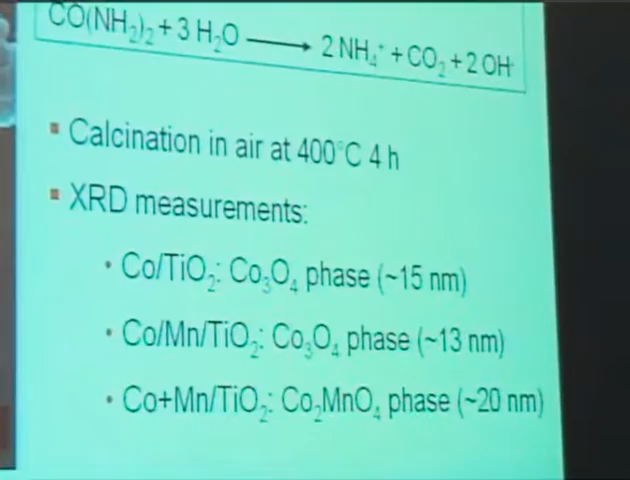 CO(NH₂)₂ + 3 H₂O ⟶ 2 NH₄⁺ + CO₂ + 2 OH⁻
▪ Calcination in air at 400°C 4 h
▪ XRD measurements:
• Co/TiO₂: Co₃O₄ phase (~15 nm)
• Co/Mn/TiO₂: Co₃O₄ phase (~13 nm)
• Co+Mn/TiO₂: Co₂MnO₄ phase (~20 nm)